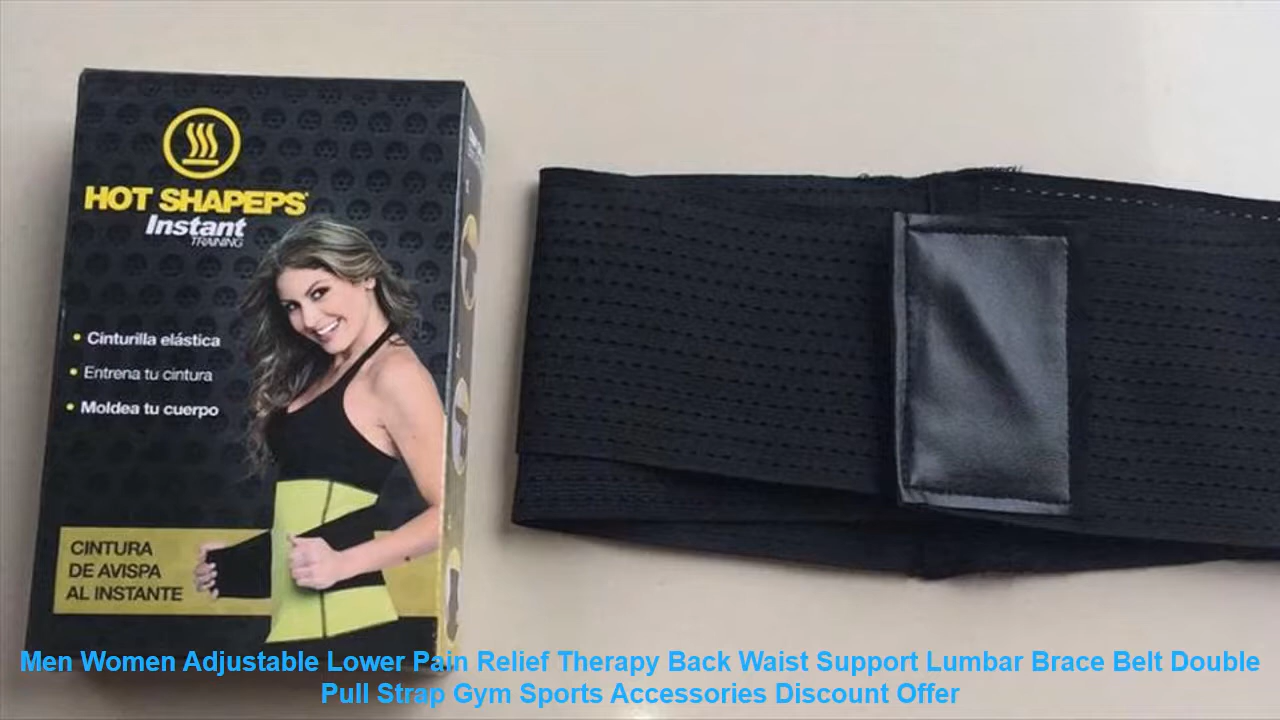 HOT SHAPEPS
Instant
TRAINING
• Cinturilla elástica
• Entrena tu cintura
• Moldea tu cuerpo
CINTURA
DE AVISPA
AL INSTANTE
Men Women Adjustable Lower Pain Relief Therapy Back Waist Support Lumbar Brace Belt Double
Pull Strap Gym Sports Accessories Discount Offer